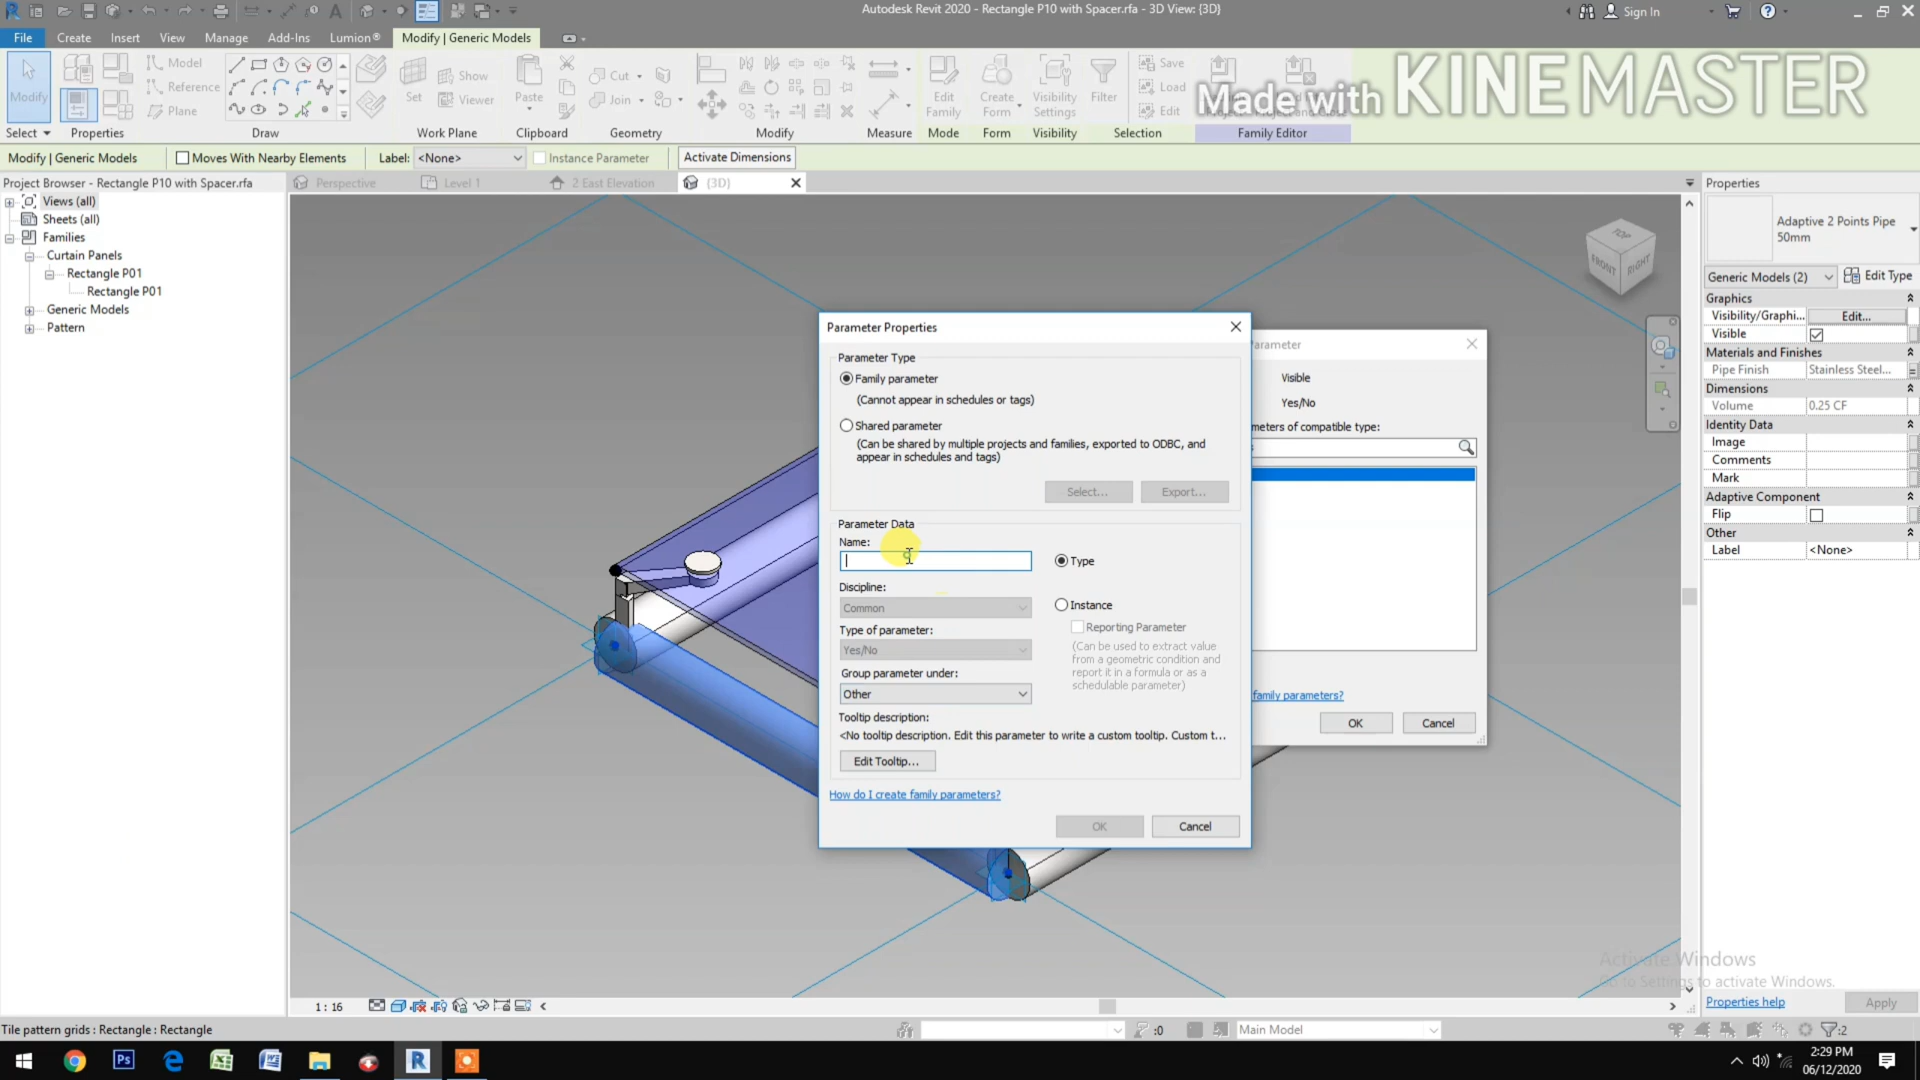 Autodesk Revit 2020 - Rectangle P10 with Spacer.rfa - 3D View: {3D}
Sign In
File Create Insert View Manage Add-Ins Lumion® Modify | Generic Models
Modify
Model
Reference
Plane
Set
Show
Viewer
Paste
Cut
Join
Edit Family
Create Form
Visibility Settings
Filter
Save
Load
Edit
Made with KINEMASTER
Select Properties Draw Work Plane Clipboard Geometry Modify Measure Mode Form Visibility Selection Family Editor
Modify | Generic Models Moves With Nearby Elements Label: <None> Instance Parameter Activate Dimensions
Project Browser - Rectangle P10 with Spacer.rfa
Perspective Level 1 2 East Elevation {3D}
Views (all)
Sheets (all)
Families
Curtain Panels
Rectangle P01
Rectangle P01
Generic Models
Pattern
TOP
FRONT
RIGHT
Parameter Properties
Parameter Type
Family parameter
(Cannot appear in schedules or tags)
Shared parameter
(Can be shared by multiple projects and families, exported to ODBC, and
appear in schedules and tags)
Select... Export...
Parameter Data
Name:
Type
Discipline:
Common
Instance
Type of parameter:
Reporting Parameter
Yes/No
(Can be used to extract value
from a geometric condition and
report it in a formula or as a
schedulable parameter)
Group parameter under:
Other
Tooltip description:
<No tooltip description. Edit this parameter to write a custom tooltip. Custom t...
Edit Tooltip...
How do I create family parameters?
OK Cancel
Parameter
Visible
Yes/No
meters of compatible type:
family parameters?
OK Cancel
Properties
Adaptive 2 Points Pipe
50mm
Generic Models (2) Edit Type
Graphics
Visibility/Graphi... Edit...
Visible
Materials and Finishes
Pipe Finish Stainless Steel...
Dimensions
Volume 0.25 CF
Identity Data
Image
Comments
Mark
Adaptive Component
Flip
Other
Label <None>
Activate Windows
Go to Settings to activate Windows.
Properties help Apply
1 : 16
Tile pattern grids : Rectangle : Rectangle
:0
Main Model
:2
2:29 PM
06/12/2020